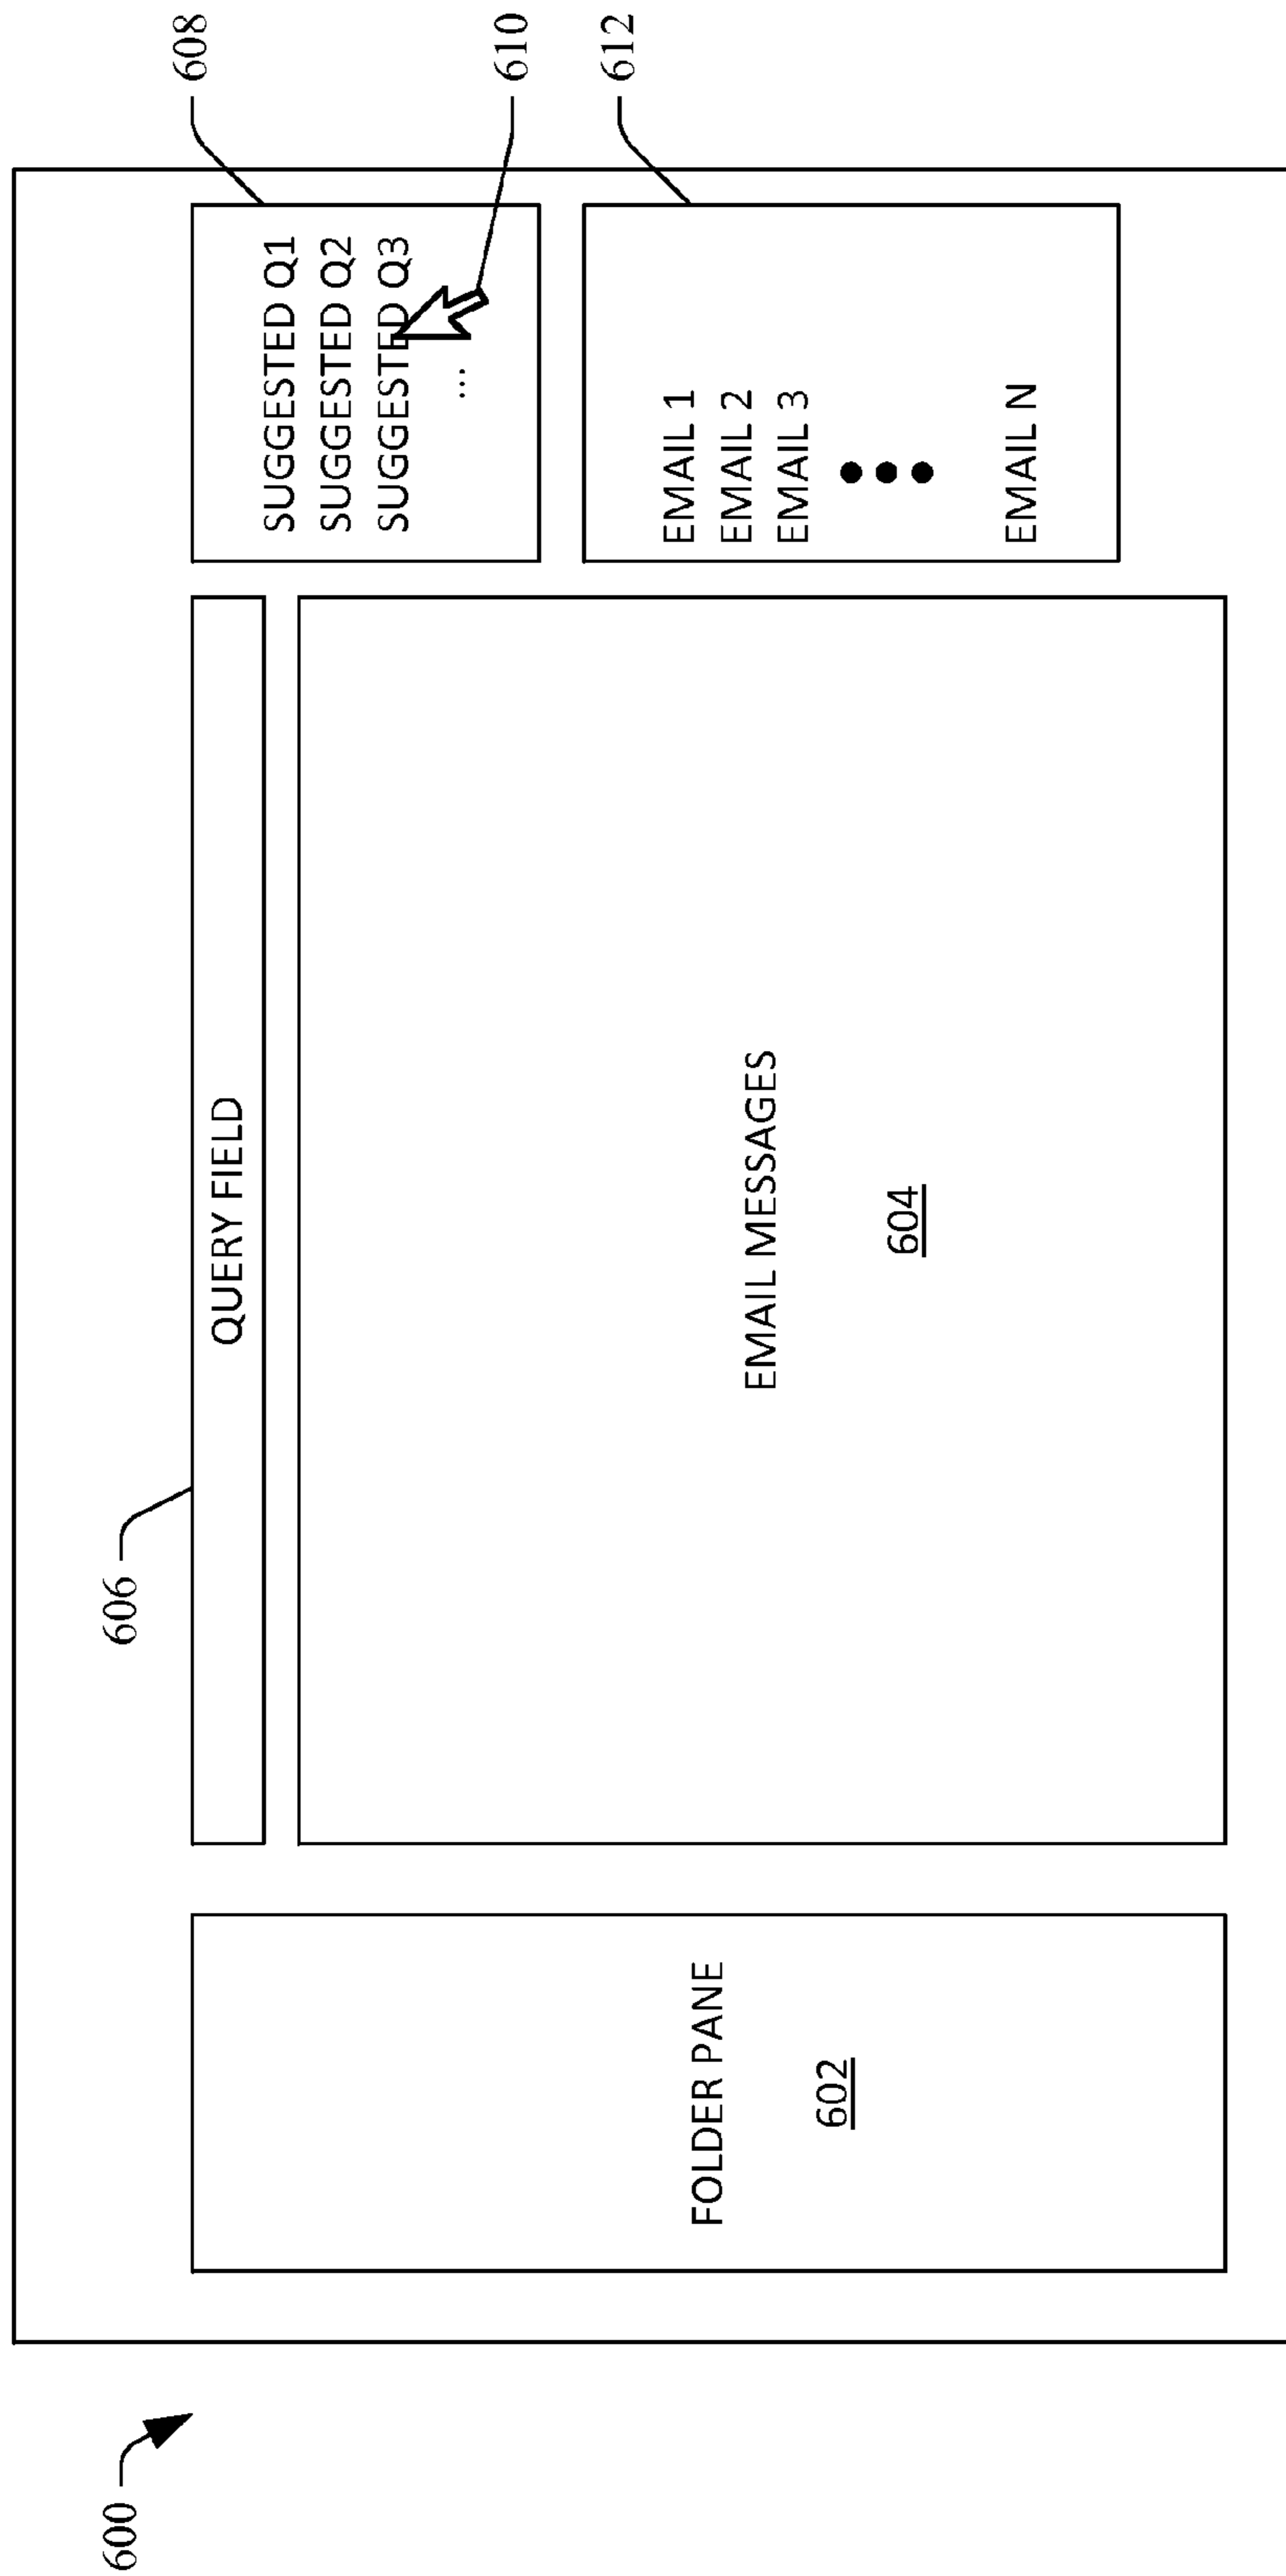 600
606
608
QUERY FIELD
SUGGESTED Q1
SUGGESTED Q2
SUGGESTED Q3
...
610
612
FOLDER PANE
602
EMAIL MESSAGES
604
EMAIL 1
EMAIL 2
EMAIL 3
EMAIL N